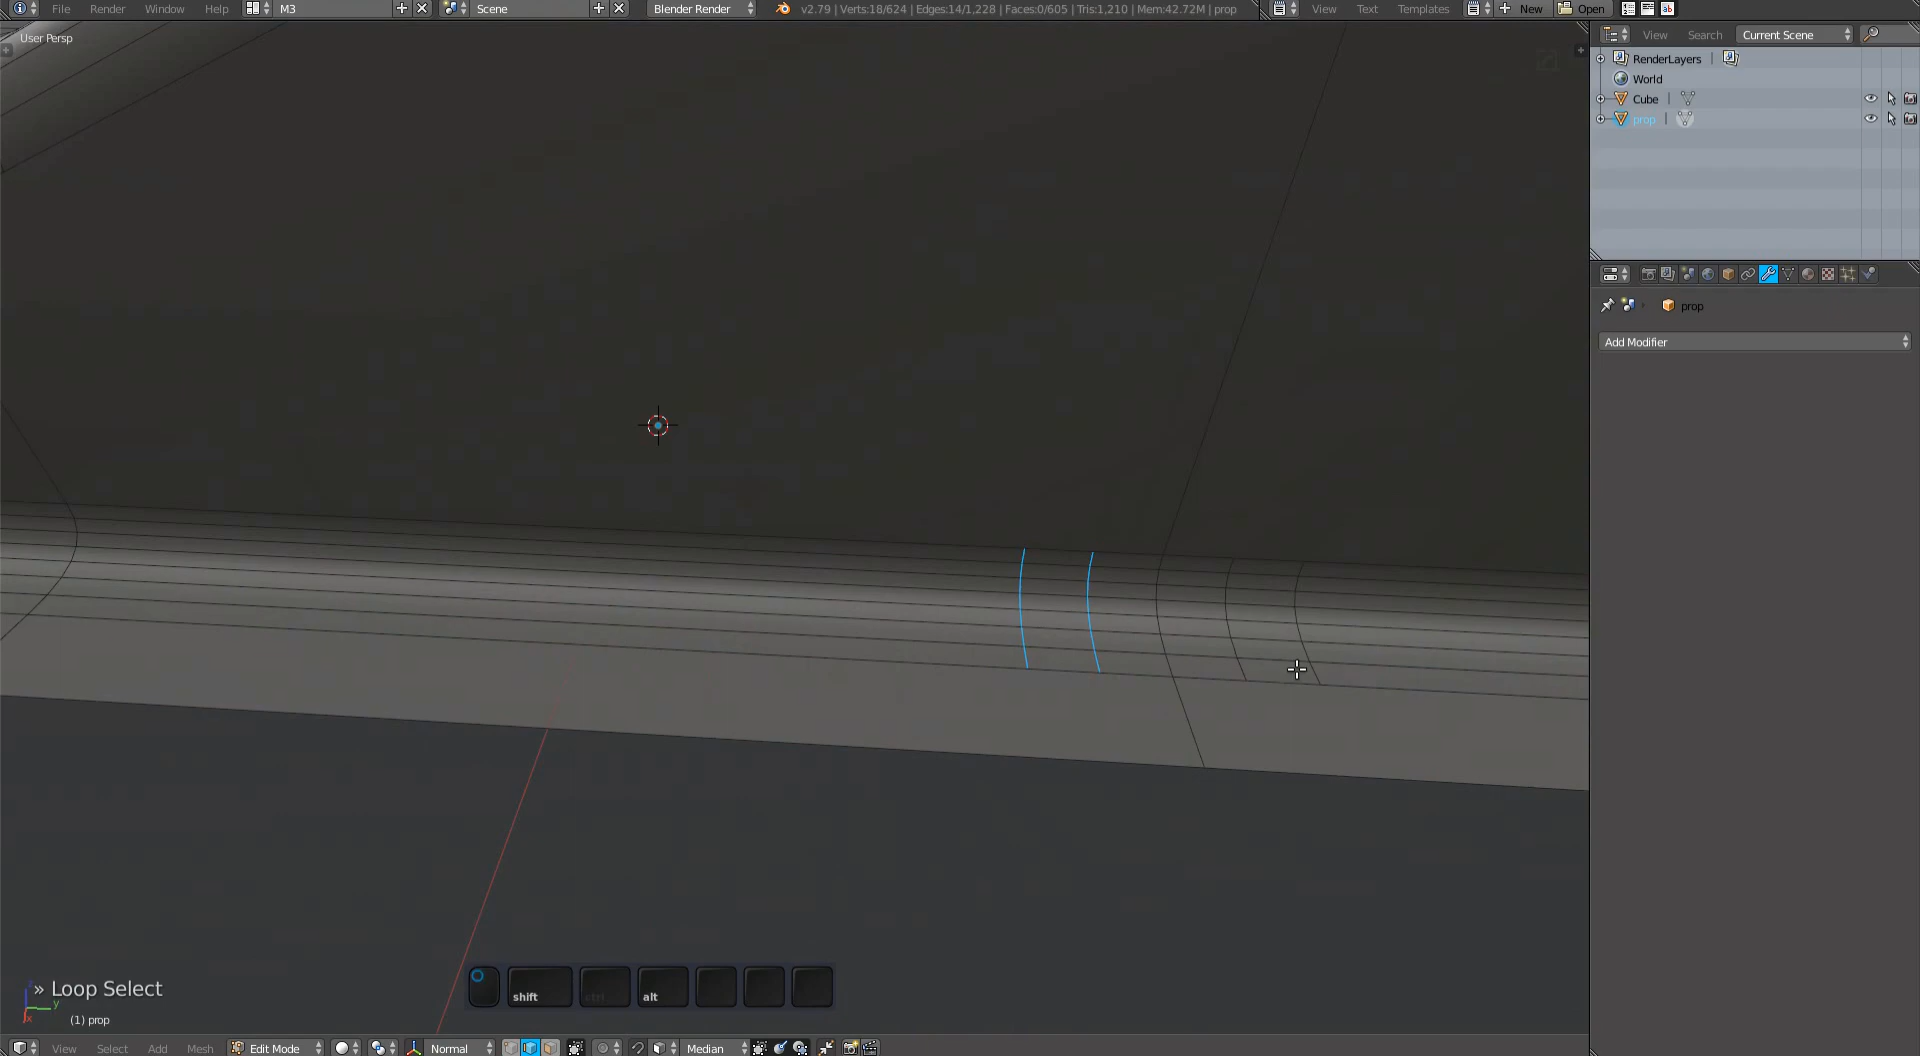 File Render Window Help M3 Scene Blender Render v2.79 | Verts:18/624 | Edges:14/1,228 | Faces:0/605 | Tris:1,210 | Mem:42.72M | prop View Text Templates New Open
User Persp
View Search Current Scene
RenderLayers |
World
Cube |
prop |
prop
Add Modifier
» Loop Select
shift ctrl alt
z y x
(1) prop
View Select Add Mesh Edit Mode Normal Median